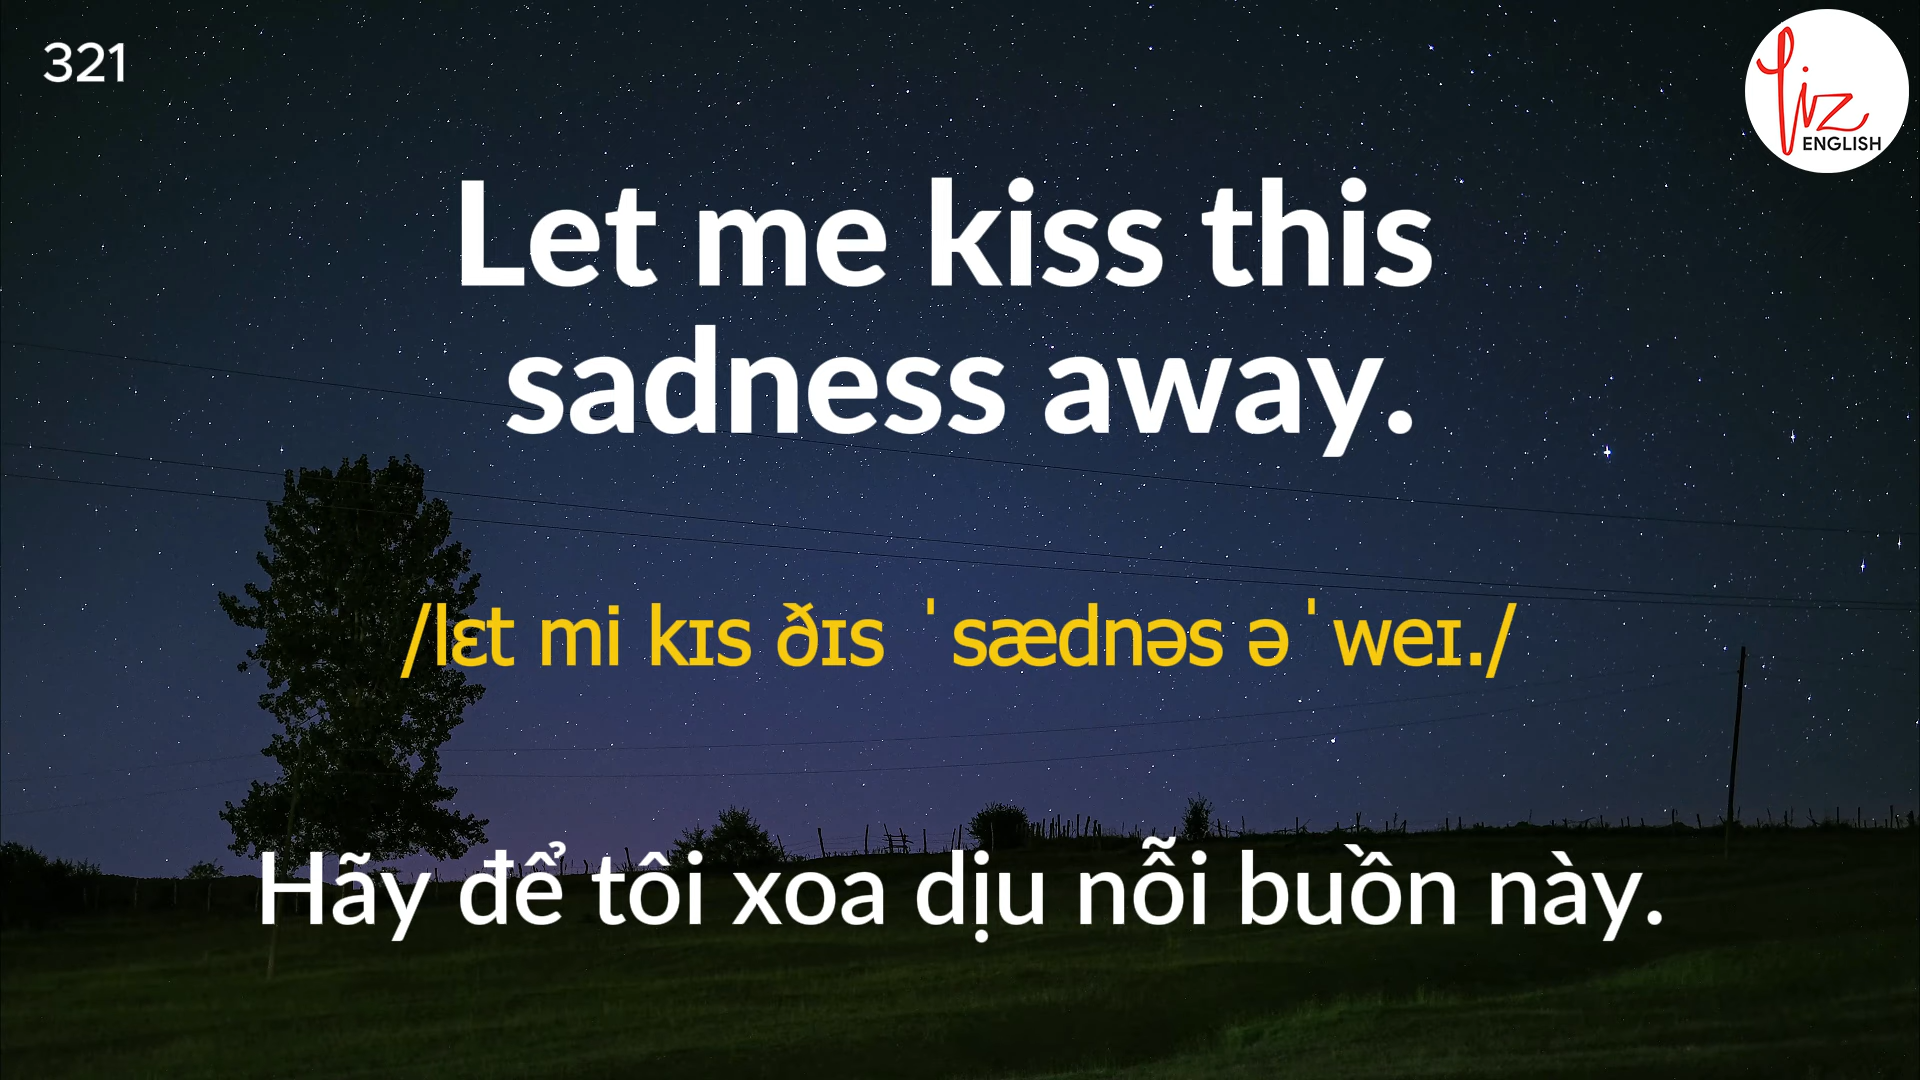 321
Liz
ENGLISH
Let me kiss this
sadness away.
/lɛt mi kɪs ðɪs ˈsædnəs əˈweɪ./
Hãy để tôi xoa dịu nỗi buồn này.